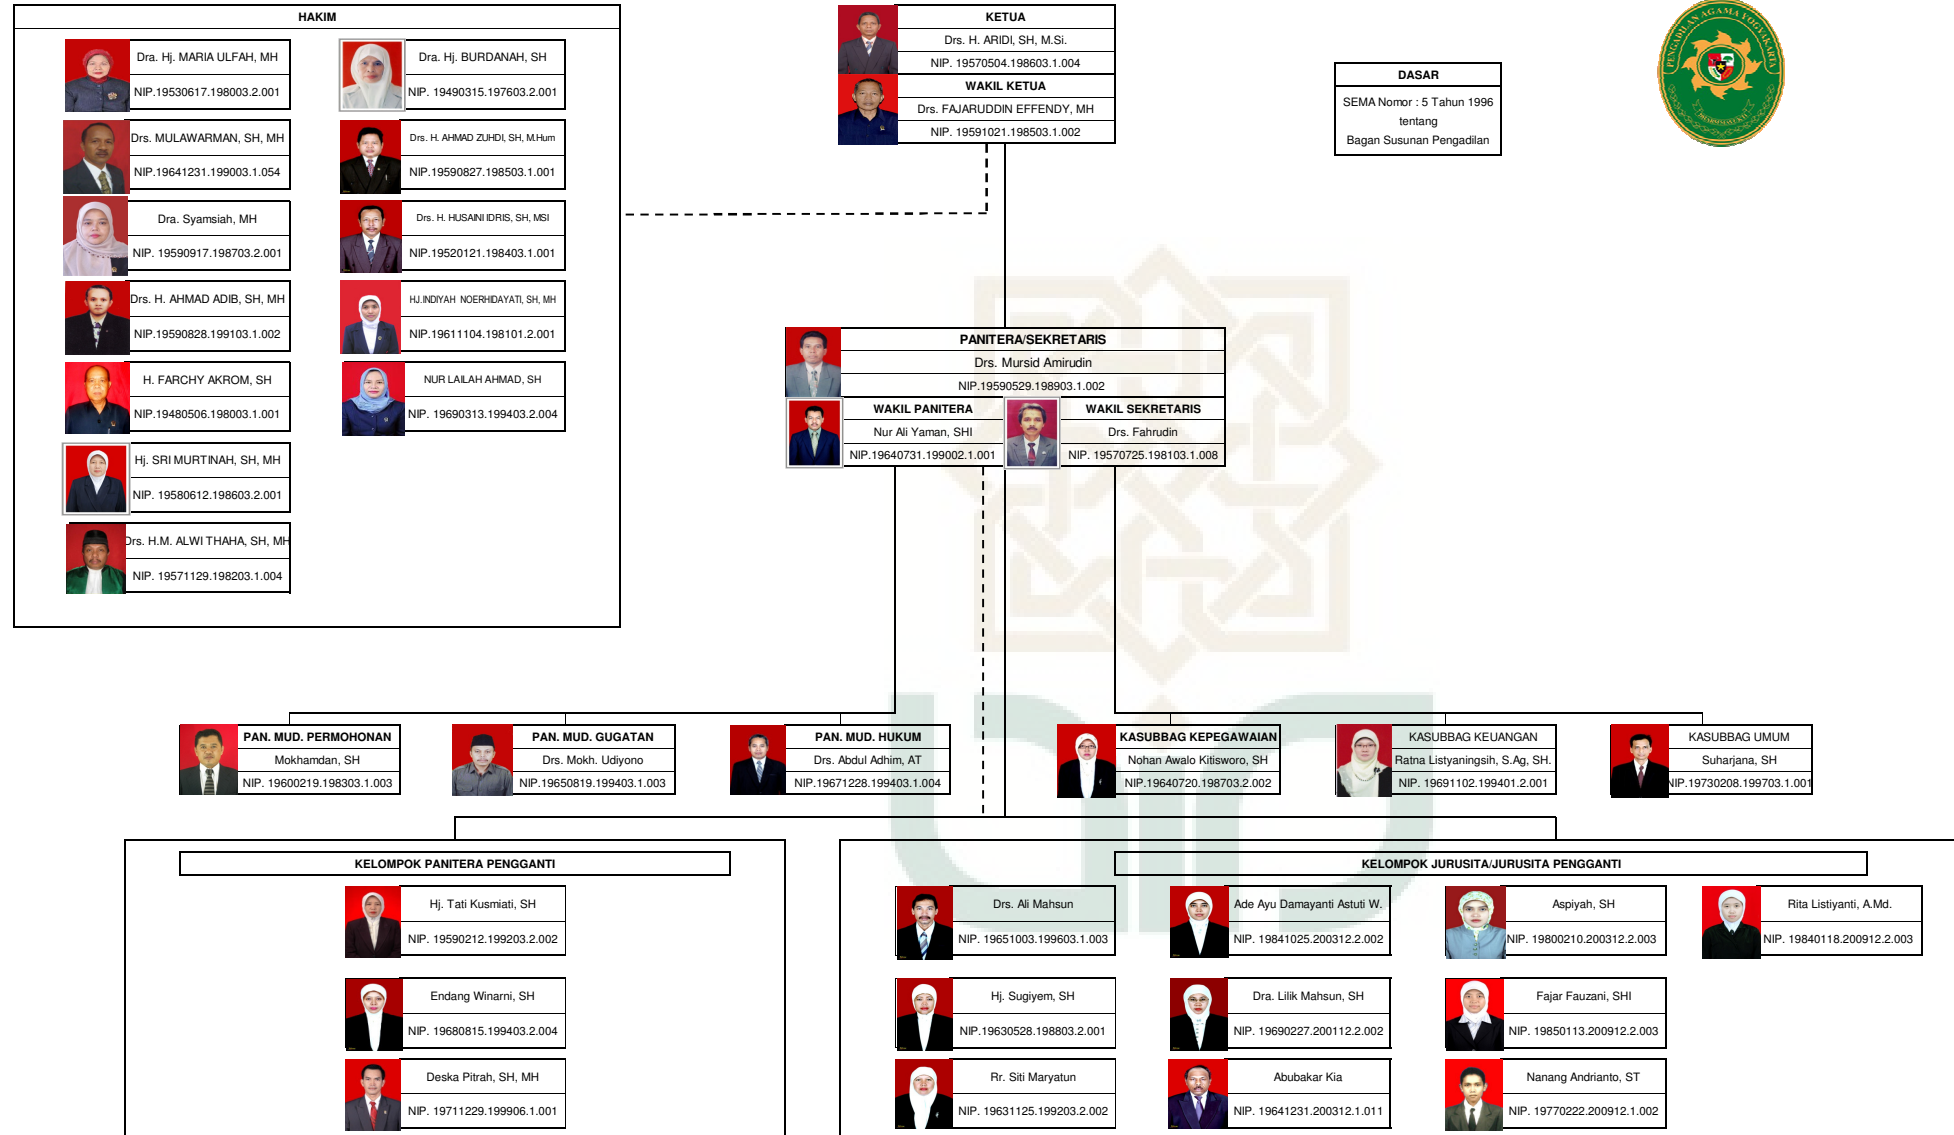 HAKIM
Dra. Hj. MARIA ULFAH, MH
NIP.19530617.198003.2.001
Dra. Hj. BURDANAH, SH
NIP. 19490315.197603.2.001
Drs. MULAWARMAN, SH, MH
NIP.19641231.199003.1.054
Drs. H. AHMAD ZUHDI, SH, M.Hum
NIP.19590827.198503.1.001
Dra. Syamsiah, MH
NIP. 19590917.198703.2.001
Drs. H. HUSAINI IDRIS, SH, MSI
NIP.19520121.198403.1.001
Drs. H. AHMAD ADIB, SH, MH
NIP.19590828.199103.1.002
HJ.INDIYAH NOERHIDAYATI, SH, MH
NIP.19611104.198101.2.001
H. FARCHY AKROM, SH
NIP.19480506.198003.1.001
NUR LAILAH AHMAD, SH
NIP. 19690313.199403.2.004
Hj. SRI MURTINAH, SH, MH
NIP. 19580612.198603.2.001
Drs. H.M. ALWI THAHA, SH, MH
NIP. 19571129.198203.1.004
KETUA
Drs. H. ARIDI, SH, M.Si.
NIP. 19570504.198603.1.004
WAKIL KETUA
Drs. FAJARUDDIN EFFENDY, MH
NIP. 19591021.198503.1.002
DASAR
SEMA Nomor : 5 Tahun 1996
tentang
Bagan Susunan Pengadilan
PENGADILAN AGAMA YOGYAKARTA
PANITERA/SEKRETARIS
Drs. Mursid Amirudin
NIP.19590529.198903.1.002
WAKIL PANITERA
Nur Ali Yaman, SHI
NIP.19640731.199002.1.001
WAKIL SEKRETARIS
Drs. Fahrudin
NIP. 19570725.198103.1.008
PAN. MUD. PERMOHONAN
Mokhamdan, SH
NIP. 19600219.198303.1.003
PAN. MUD. GUGATAN
Drs. Mokh. Udiyono
NIP.19650819.199403.1.003
PAN. MUD. HUKUM
Drs. Abdul Adhim, AT
NIP.19671228.199403.1.004
KASUBBAG KEPEGAWAIAN
Nohan Awalo Kitisworo, SH
NIP.19640720.198703.2.002
KASUBBAG KEUANGAN
Ratna Listyaningsih, S.Ag, SH.
NIP. 19691102.199401.2.001
KASUBBAG UMUM
Suharjana, SH
NIP.19730208.199703.1.001
KELOMPOK PANITERA PENGGANTI
Hj. Tati Kusmiati, SH
NIP. 19590212.199203.2.002
Endang Winarni, SH
NIP. 19680815.199403.2.004
Deska Pitrah, SH, MH
NIP. 19711229.199906.1.001
KELOMPOK JURUSITA/JURUSITA PENGGANTI
Drs. Ali Mahsun
NIP. 19651003.199603.1.003
Ade Ayu Damayanti Astuti W.
NIP. 19841025.200312.2.002
Aspiyah, SH
NIP. 19800210.200312.2.003
Rita Listiyanti, A.Md.
NIP. 19840118.200912.2.003
Hj. Sugiyem, SH
NIP.19630528.198803.2.001
Dra. Lilik Mahsun, SH
NIP. 19690227.200112.2.002
Fajar Fauzani, SHI
NIP. 19850113.200912.2.003
Rr. Siti Maryatun
NIP. 19631125.199203.2.002
Abubakar Kia
NIP. 19641231.200312.1.011
Nanang Andrianto, ST
NIP. 19770222.200912.1.002